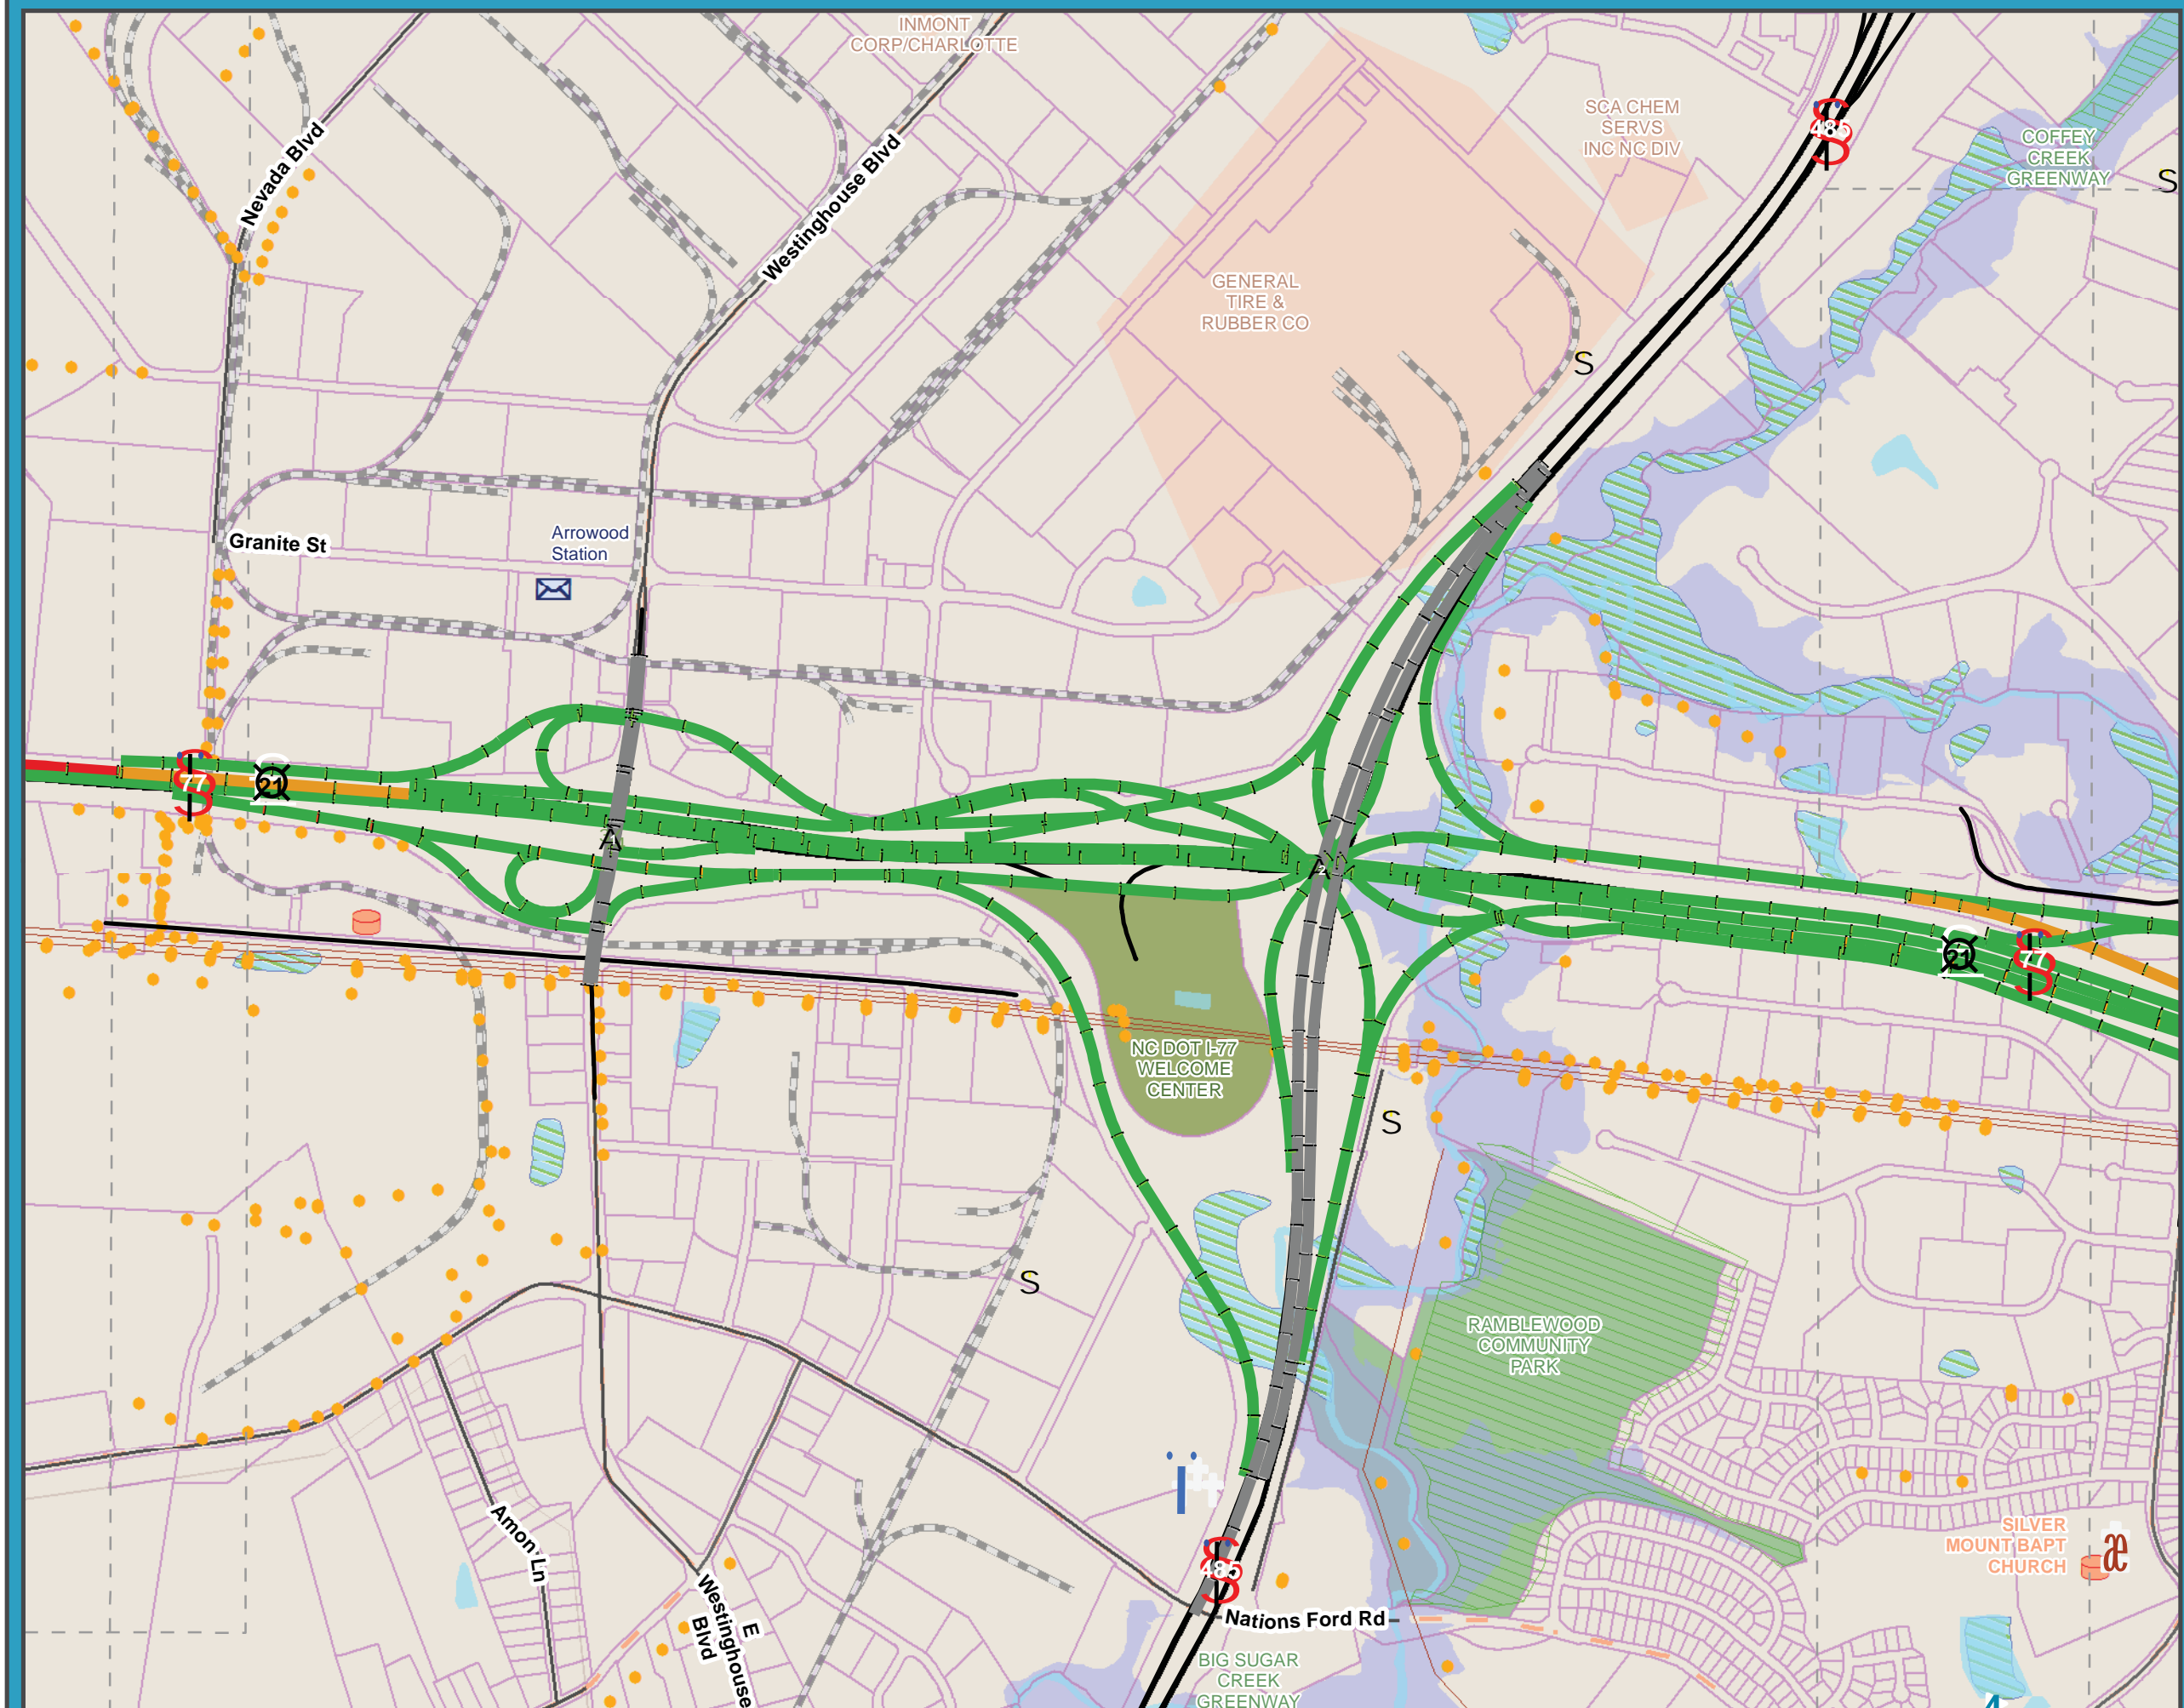 INMONT
CORP/CHARLOTTE
SCA CHEM
SERVS
INC NC DIV
485
COFFEY
CREEK
GREENWAY
S
Nevada Blvd
Westinghouse Blvd
GENERAL
TIRE &
RUBBER CO
S
Granite St
Arrowood
Station
77
21
A
A
2
21
77
NC DOT I-77
WELCOME
CENTER
S
S
RAMBLEWOOD
COMMUNITY
PARK
Amon Ln
E
Westinghouse
Blvd
485
Nations Ford Rd
SILVER
MOUNT BAPT
CHURCH
æ
BIG SUGAR
CREEK
GREENWAY